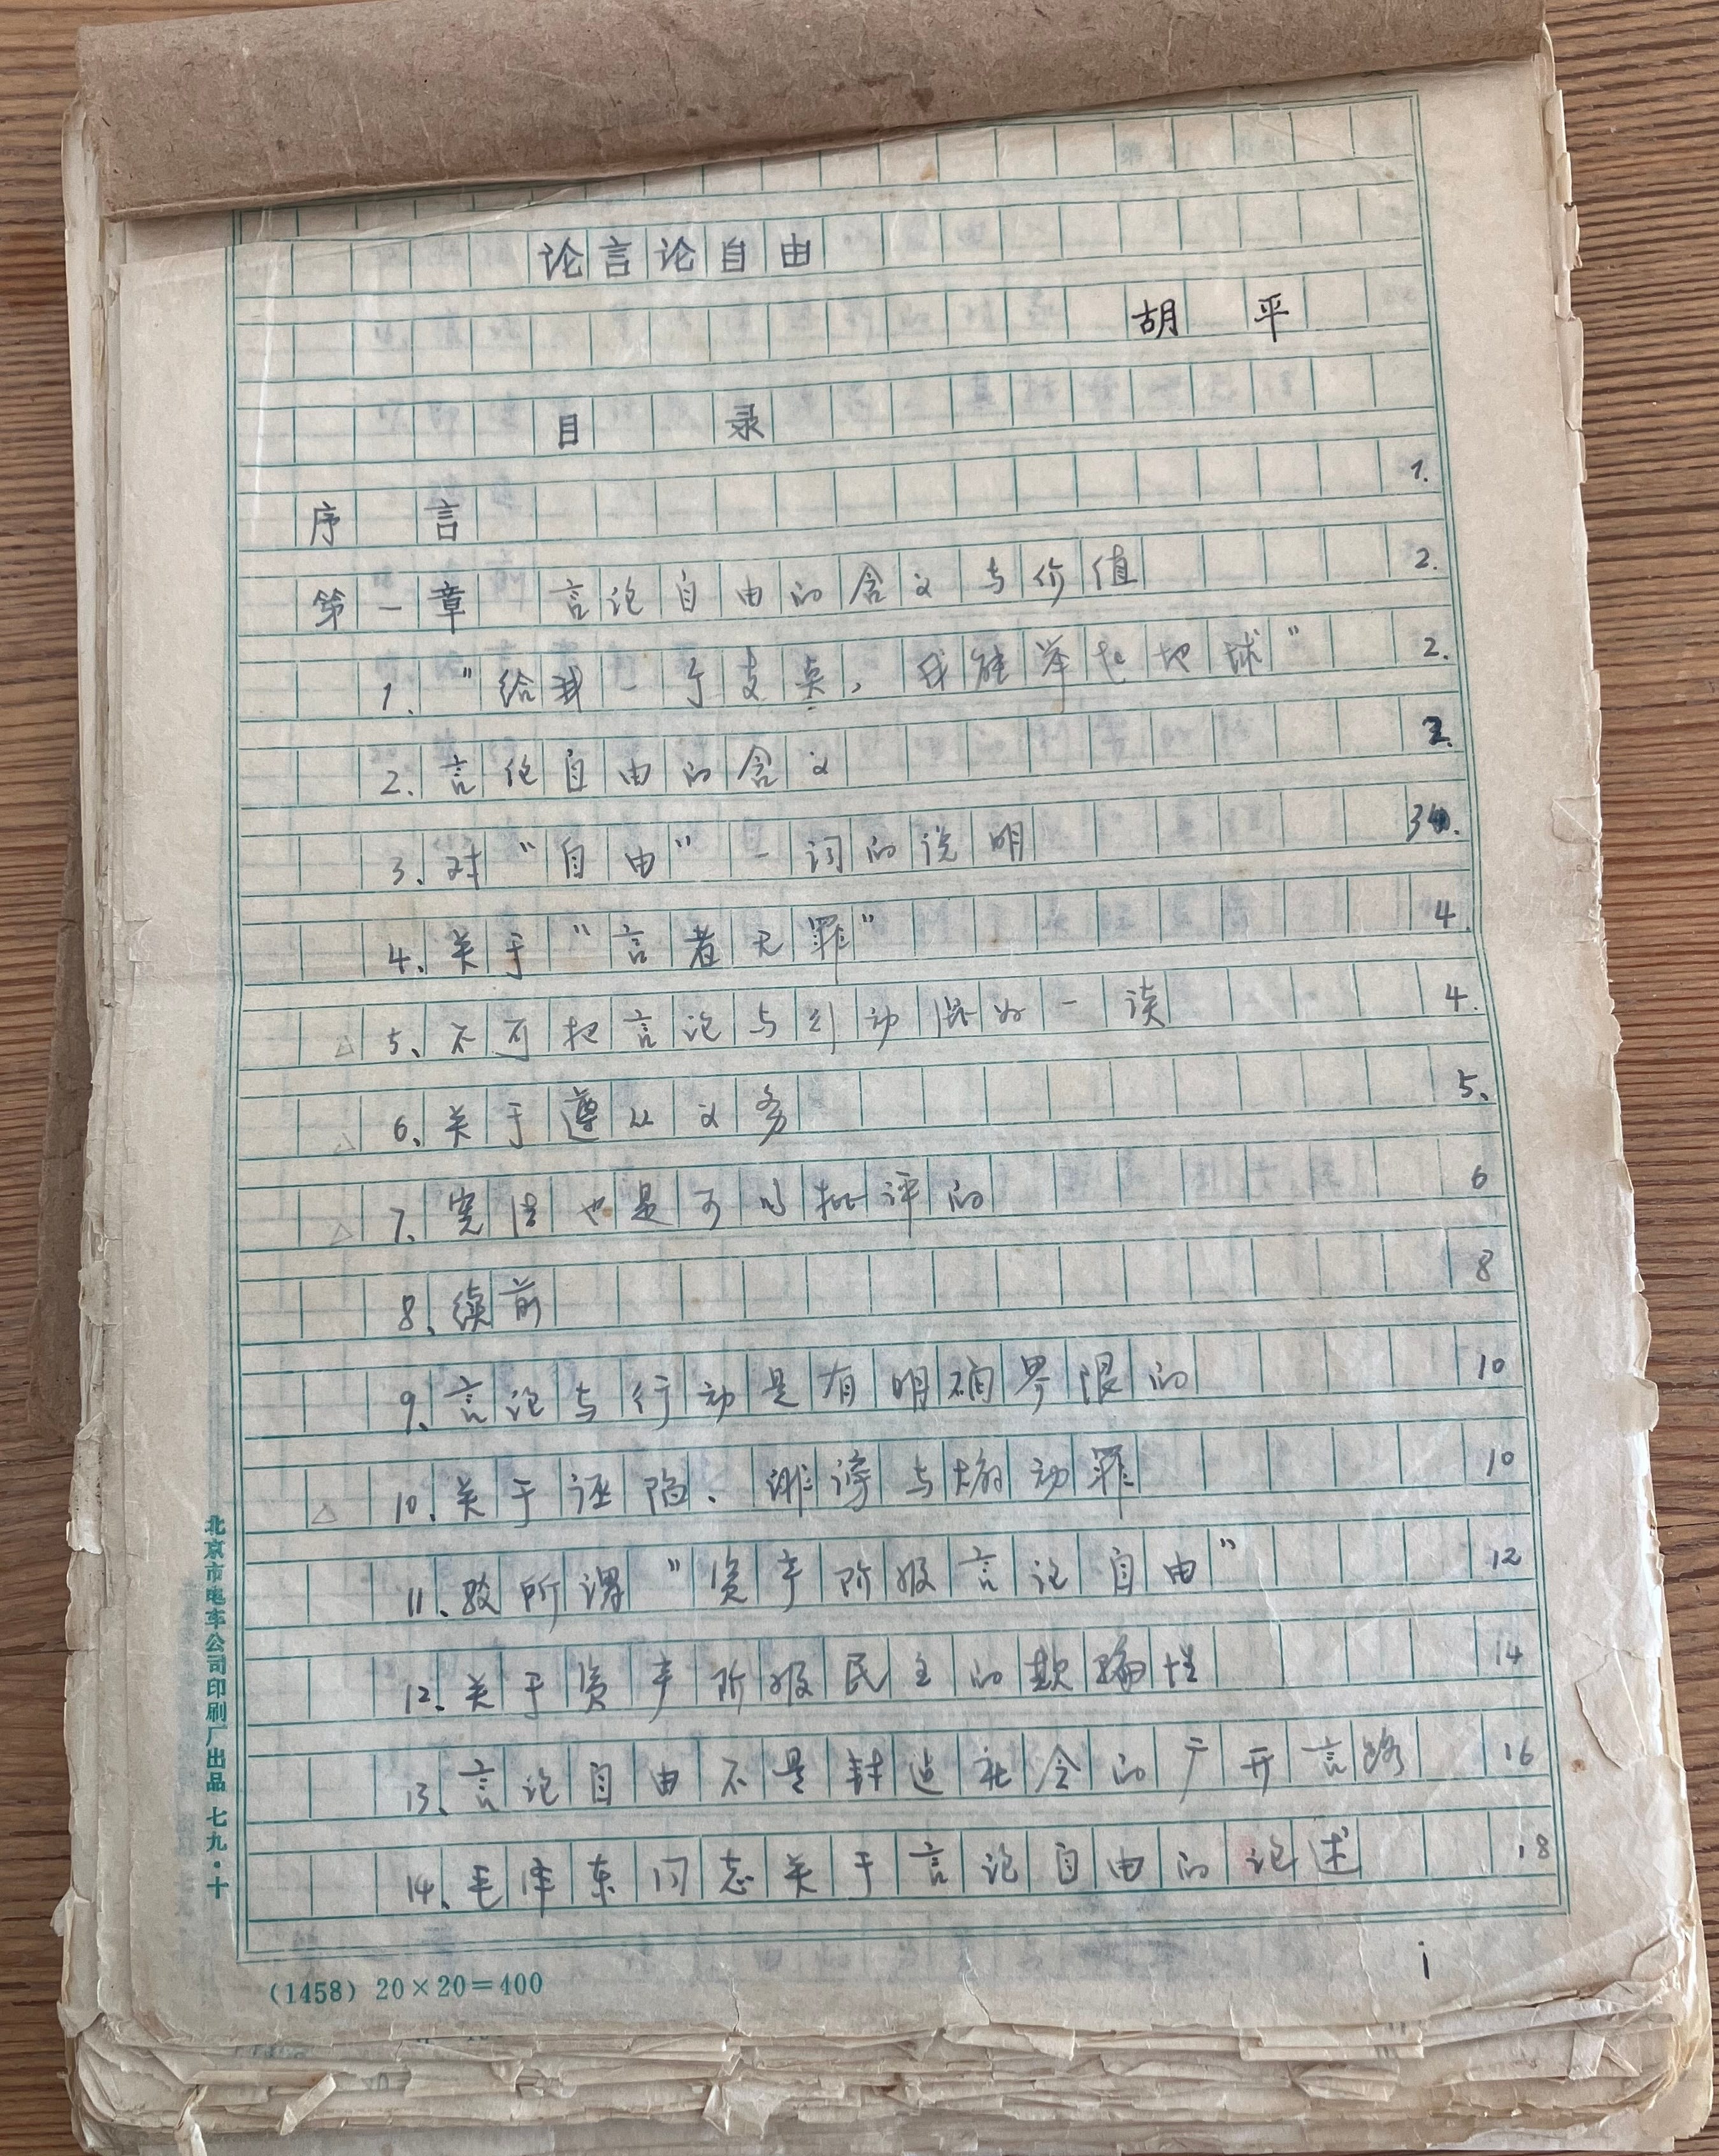 论言论自由
胡 平
目 录
序 言 1.
第一章 言论自由的含义与价值 2.
1. “给我一个支点，我能举起地球” 2.
2. 言论自由的含义 2.
3. 对“自由”一词的说明 3
4. 关于“言者无罪” 4.
△ 5. 不可把言论与行动混为一谈 4.
△ 6. 关于遵从义务 5.
△ 7. 宪法也是可以批评的 6
8. 续前 8
9. 言论与行动是有明确界限的 10
△ 10. 关于诬陷、诽谤与煽动罪 10
11. 驳所谓“资产阶级言论自由” 12
12. 关于资产阶级民主的欺骗性 14
13. 言论自由不是封建社会的广开言路 16
14. 毛泽东同志关于言论自由的论述 18
i
(1458) 20×20=400
北京市电车公司印刷厂出品 七九·十